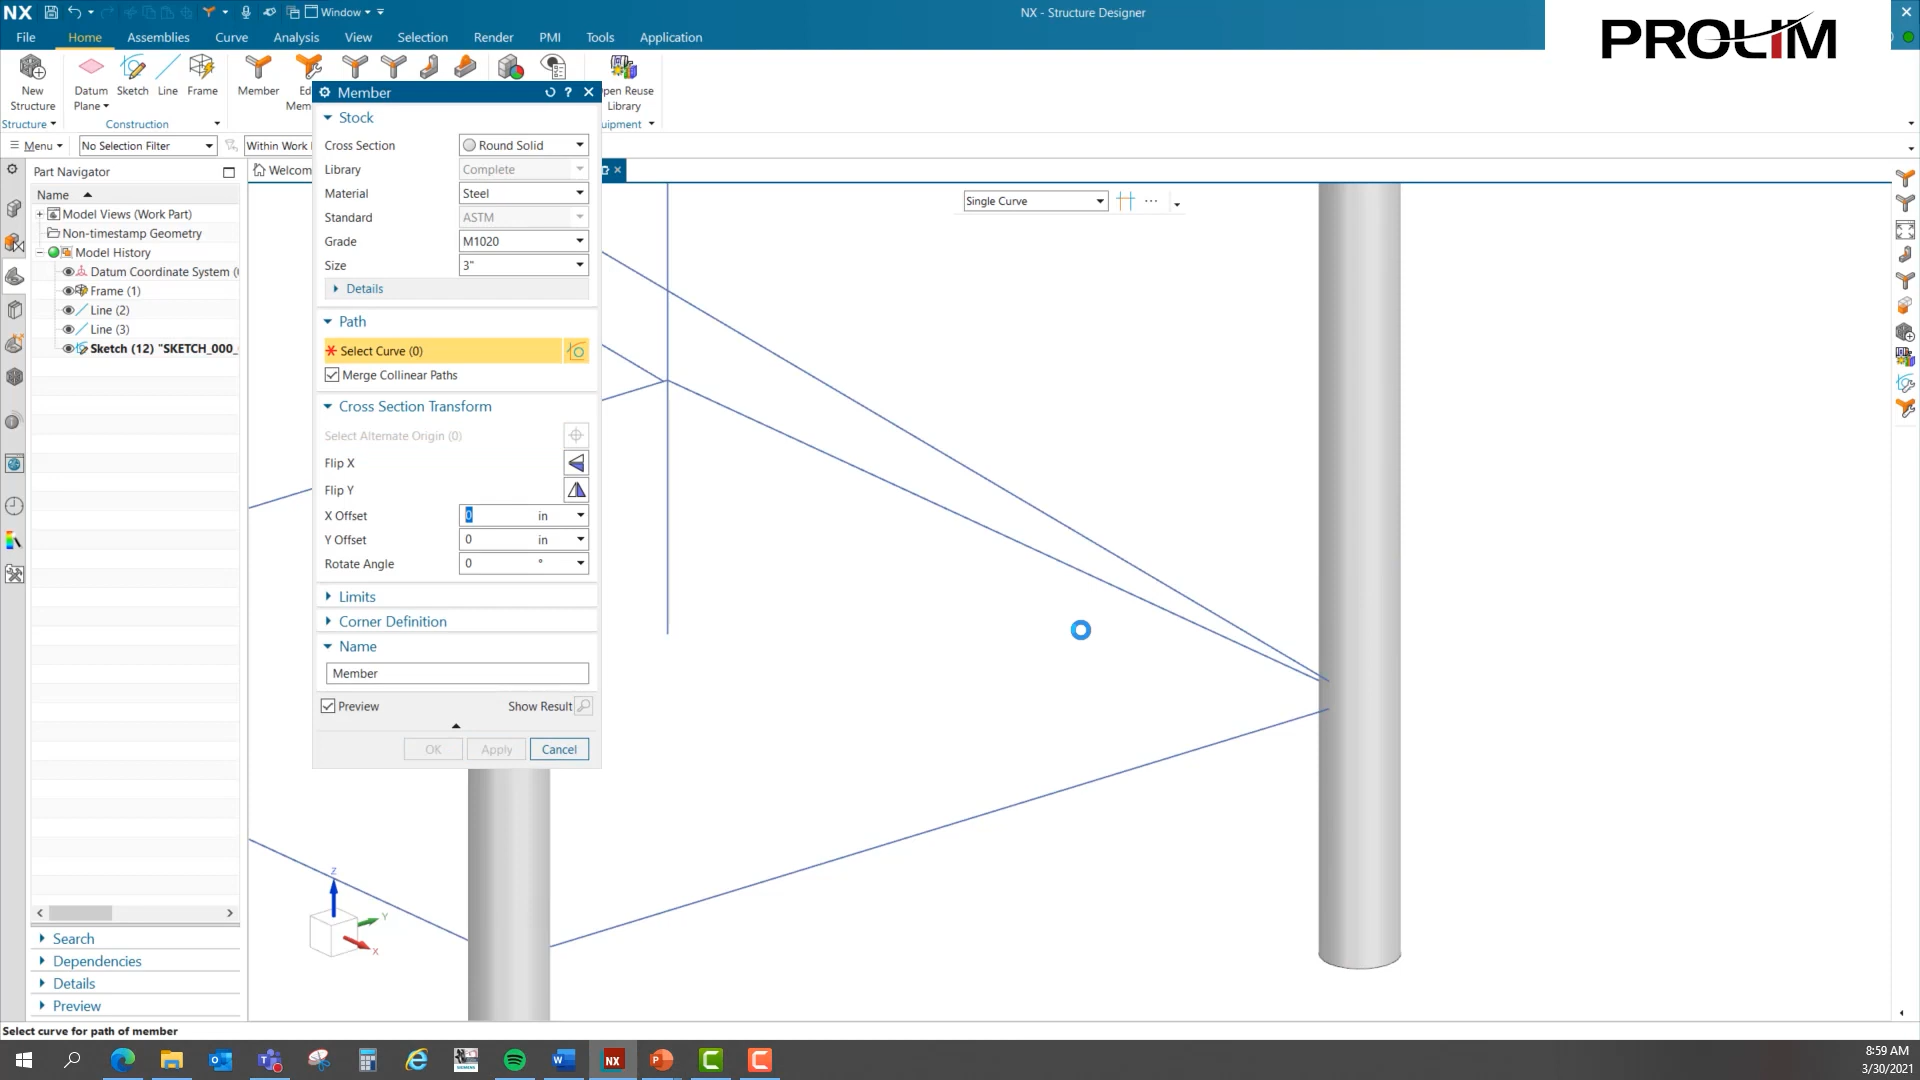 NX
Window
NX - Structure Designer
PROLIM
File
Home
Assemblies
Curve
Analysis
View
Selection
Render
PMI
Tools
Application
New
Structure
Datum
Plane
Sketch
Line
Frame
Member
Ed
Mem
pen Reuse
Library
Structure
Construction
uipment
Menu
No Selection Filter
Within Work
Part Navigator
Welcom
Name
Model Views (Work Part)
Non-timestamp Geometry
Model History
Datum Coordinate System (
Frame (1)
Line (2)
Line (3)
Sketch (12) "SKETCH_000_
Member
Stock
Cross Section
Round Solid
Library
Complete
Material
Steel
Standard
ASTM
Grade
M1020
Size
3"
Details
Path
Select Curve (0)
Merge Collinear Paths
Cross Section Transform
Select Alternate Origin (0)
Flip X
Flip Y
X Offset
0 in
Y Offset
0 in
Rotate Angle
0 °
Limits
Corner Definition
Name
Member
Preview
Show Result
OK
Apply
Cancel
Single Curve
Z
Y
X
Search
Dependencies
Details
Preview
Select curve for path of member
NX
8:59 AM
3/30/2021